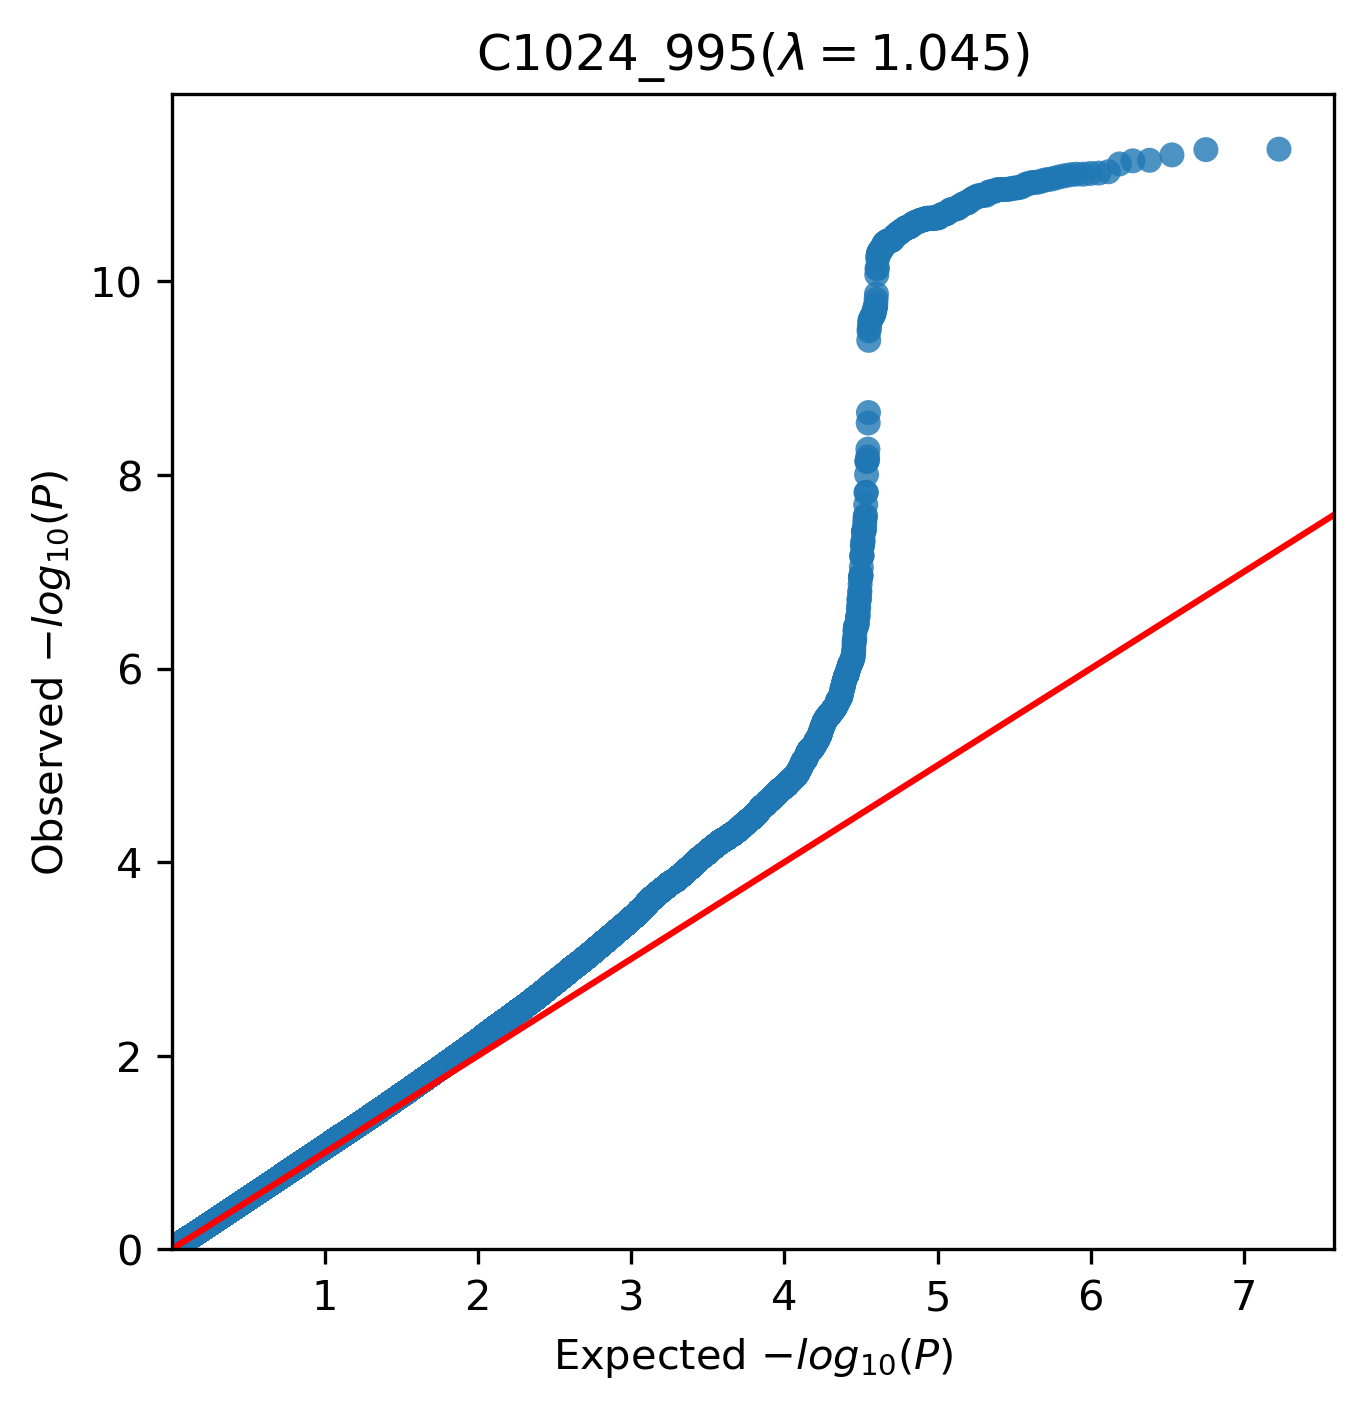 C1024_995(λ = 1.045)
Observed −log₁₀(P)
10
8
6
4
2
0
1 2 3 4 5 6 7
Expected −log₁₀(P)